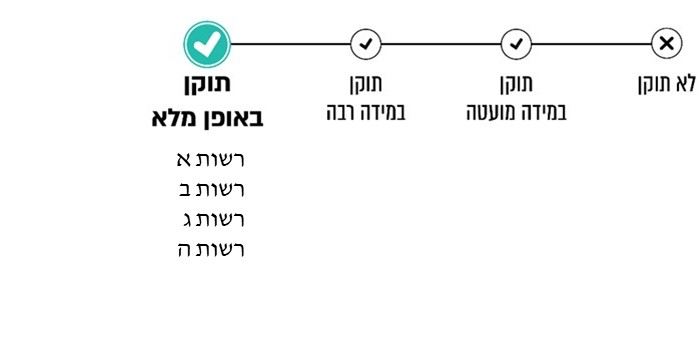 לא תוקן
תוקן
במידה מועטה
תוקן
במידה רבה
תוקן
באופן מלא
רשות א
רשות ב
רשות ג
רשות ה